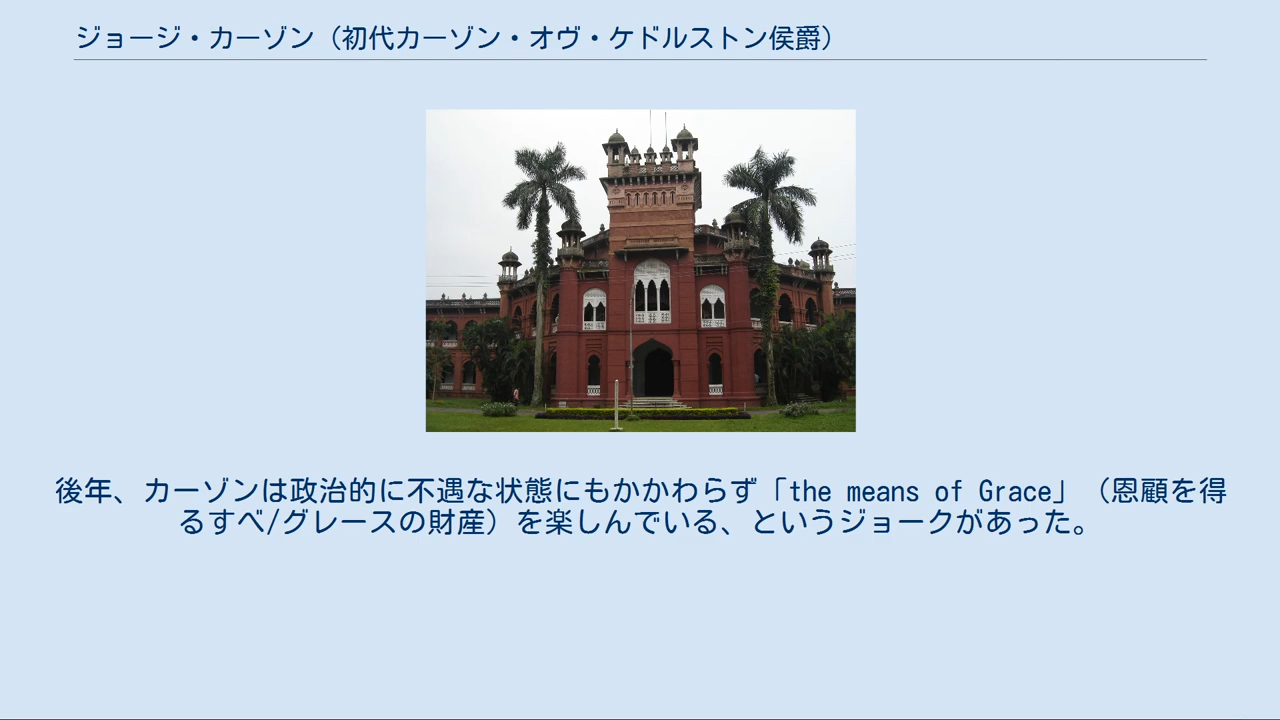 ジョージ・カーゾン（初代カーゾン・オヴ・ケドルストン侯爵）
後年、カーゾンは政治的に不遇な状態にもかかわらず「the means of Grace」（恩顧を得
るすべ/グレースの財産）を楽しんでいる、というジョークがあった。